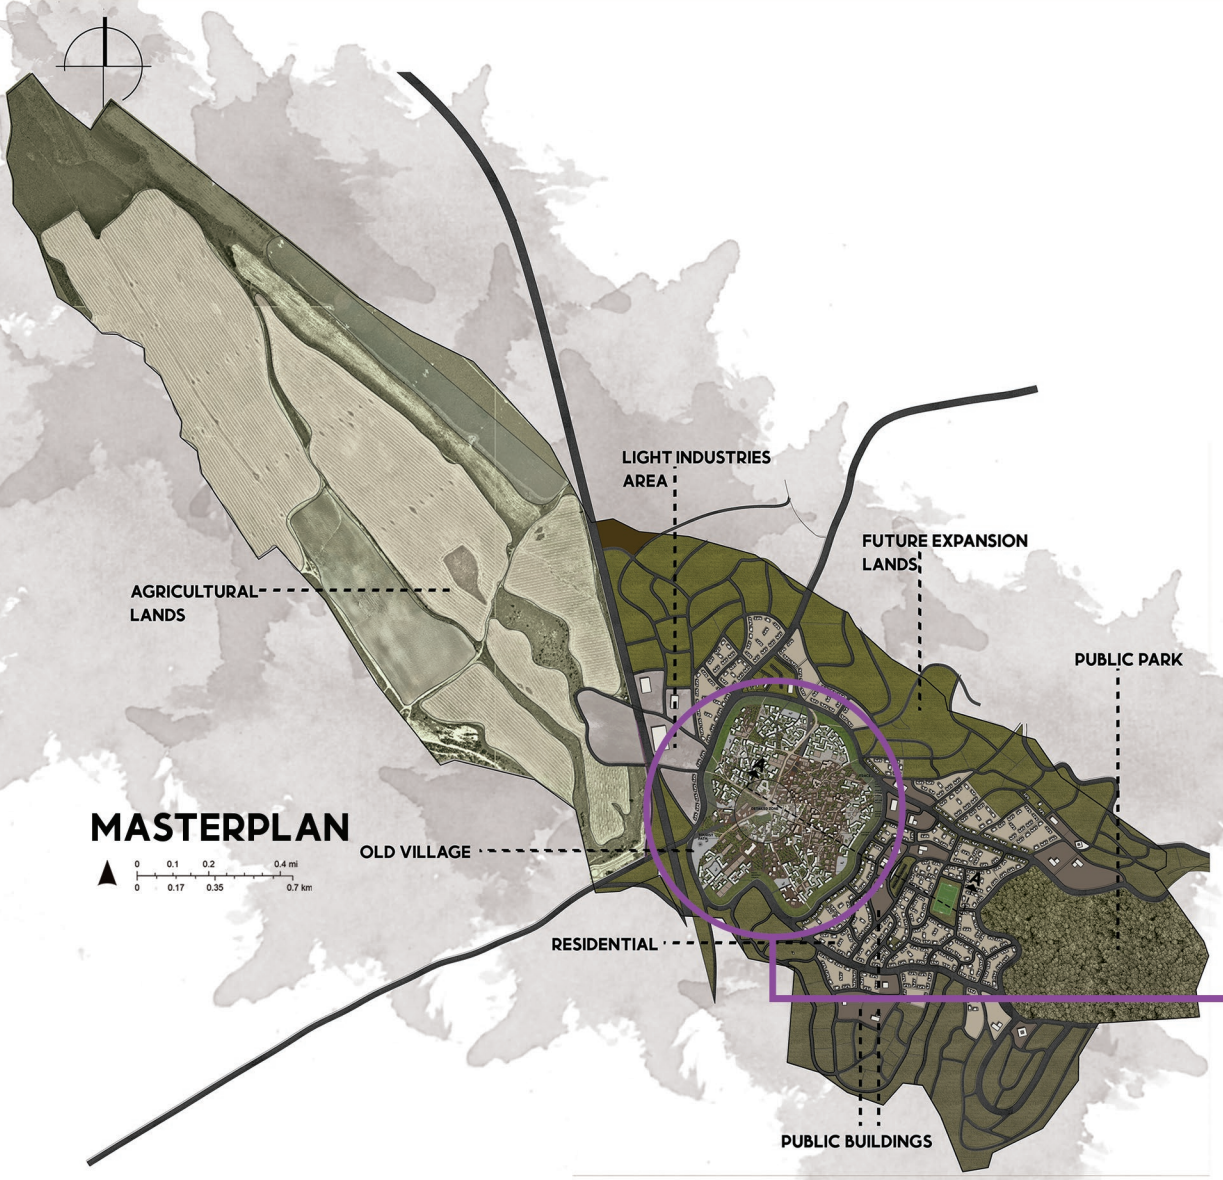 LIGHT INDUSTRIES
AREA
FUTURE EXPANSION
LANDS
AGRICULTURAL
LANDS
PUBLIC PARK
MASTERPLAN
0 0.1 0.2 0.4 mi
0 0.17 0.35 0.7 km
OLD VILLAGE
RESIDENTIAL
PUBLIC BUILDINGS